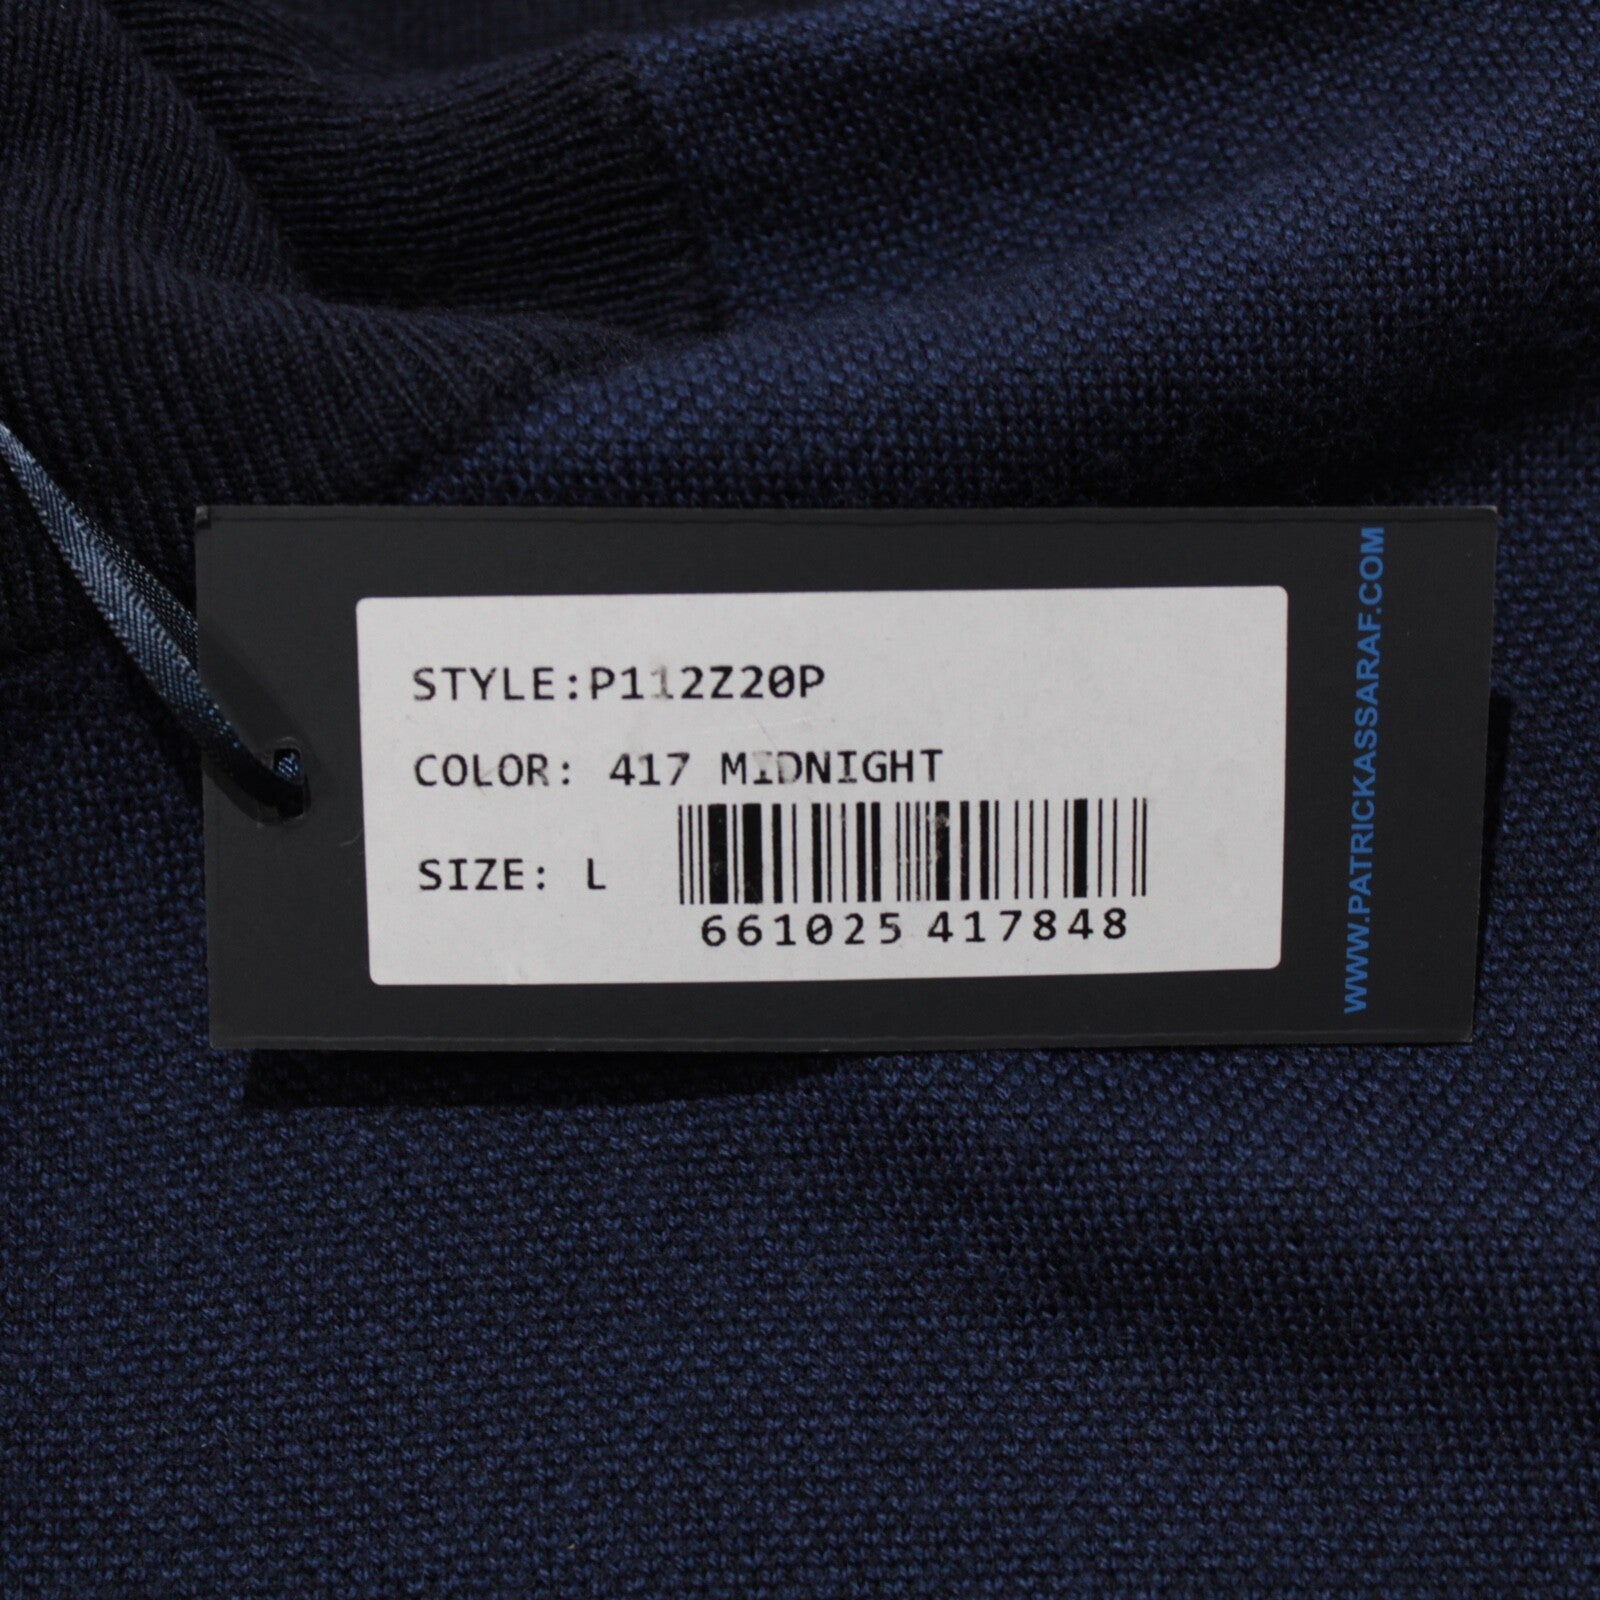 STYLE:P112Z20P
COLOR: 417 MIDNIGHT
SIZE: L
661025 417848
WWW.PATRICKASSARAF.COM